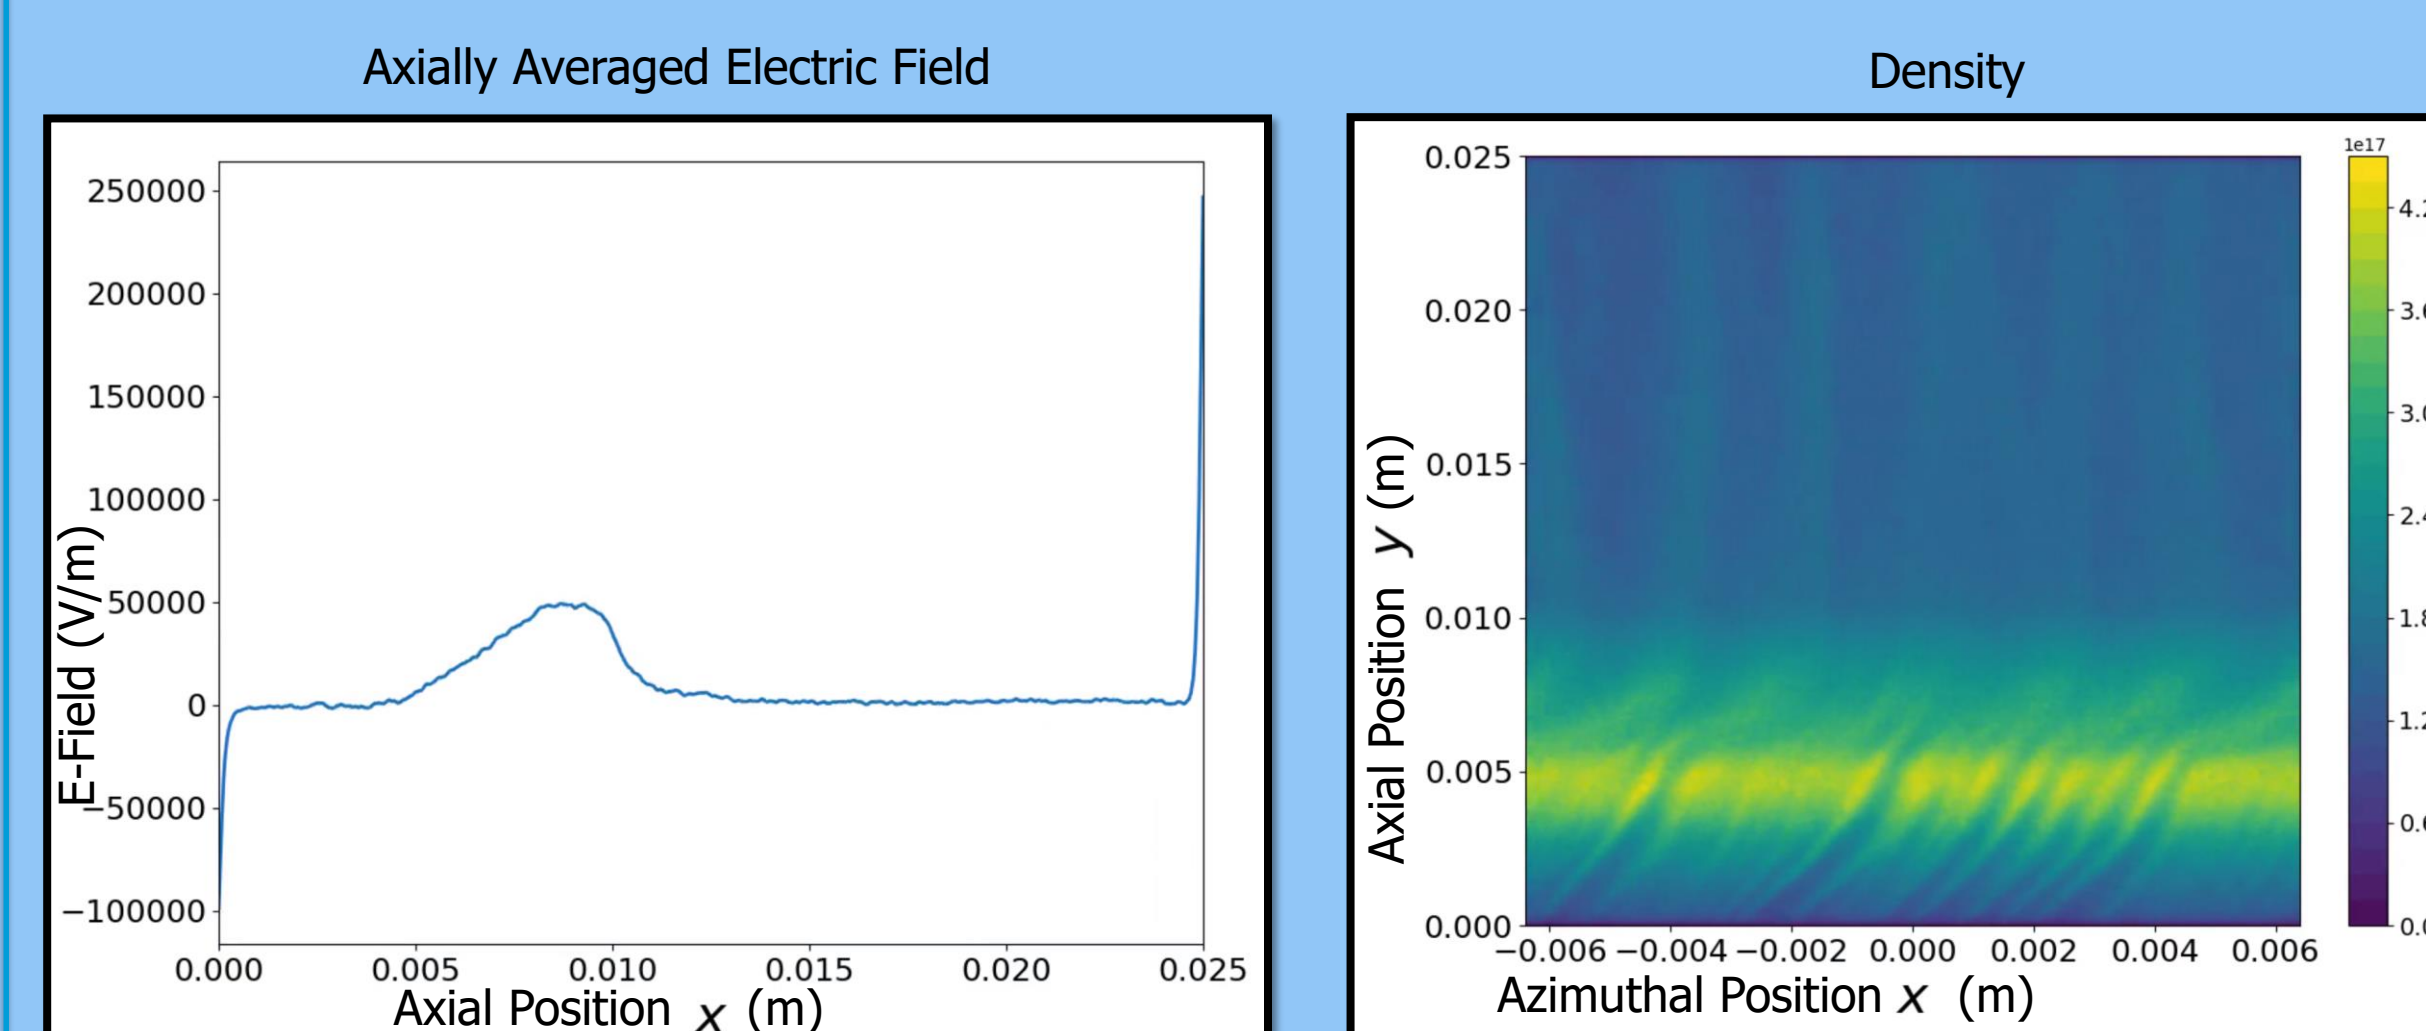 Axially Averaged Electric Field
Density
250000
200000
150000
100000
50000
0
−50000
−100000
E-Field (V/m)
0.000 0.005 0.010 0.015 0.020 0.025
Axial Position x (m)
0.025
0.020
0.015
0.010
0.005
0.000
Axial Position y (m)
−0.006 −0.004 −0.002 0.000 0.002 0.004 0.006
Azimuthal Position x (m)
1e17